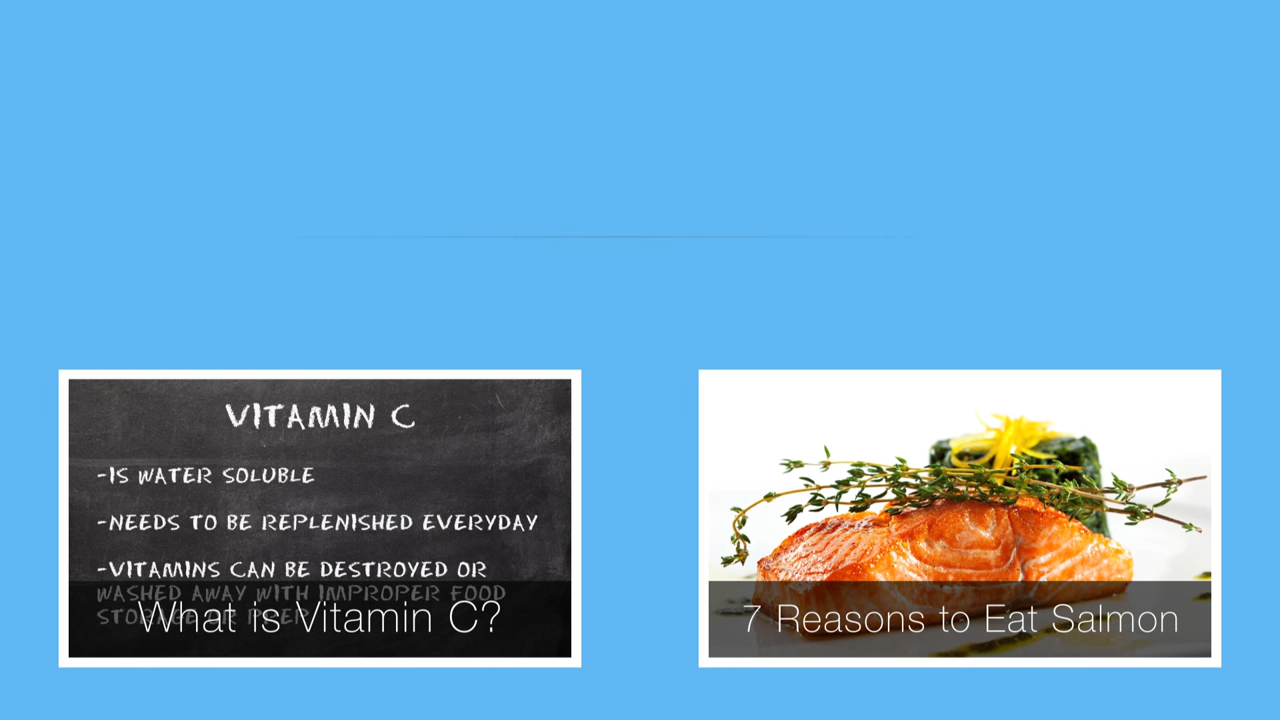 VITAMIN C
-IS WATER SOLUBLE
-NEEDS TO BE REPLENISHED EVERYDAY
-VITAMINS CAN BE DESTROYED OR
WASHED AWAY WITH IMPROPER FOOD
What is Vitamin C?
7 Reasons to Eat Salmon